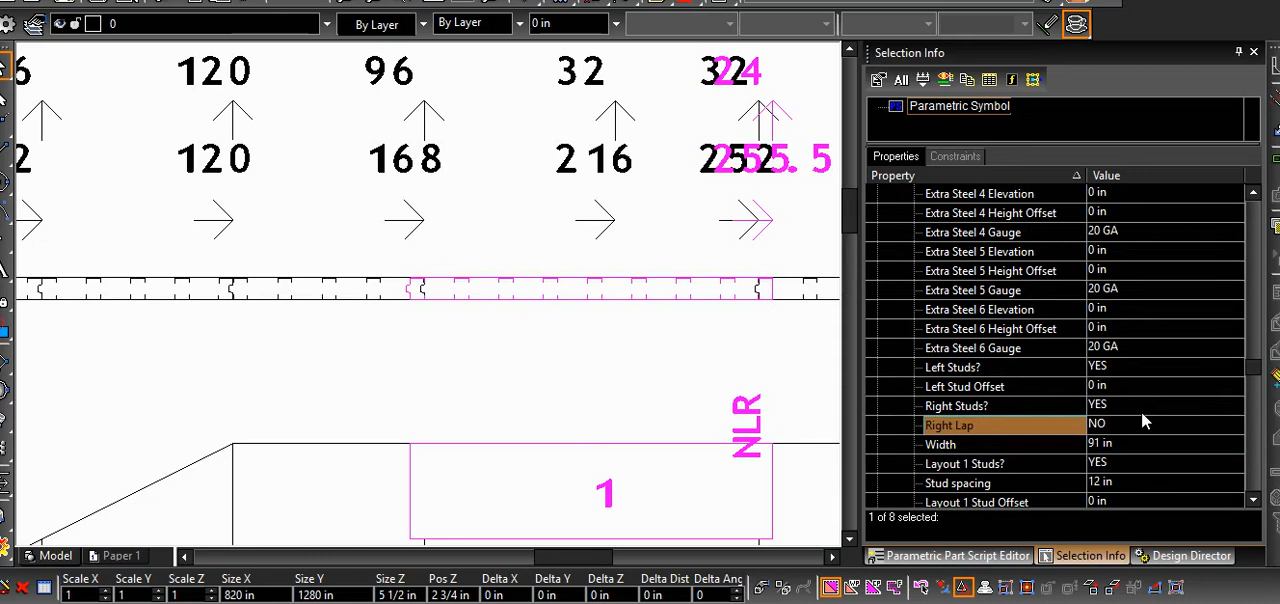 0 By Layer By Layer 0 in
6 120 96 32 32 24
2 120 168 216 252 255.5
NLR
1
Model Paper 1
Selection Info
All
Parametric Symbol
Properties Constraints
Property Value
Extra Steel 4 Elevation 0 in
Extra Steel 4 Height Offset 0 in
Extra Steel 4 Gauge 20 GA
Extra Steel 5 Elevation 0 in
Extra Steel 5 Height Offset 0 in
Extra Steel 5 Gauge 20 GA
Extra Steel 6 Elevation 0 in
Extra Steel 6 Height Offset 0 in
Extra Steel 6 Gauge 20 GA
Left Studs? YES
Left Stud Offset 0 in
Right Studs? YES
Right Lap NO
Width 91 in
Layout 1 Studs? YES
Stud spacing 12 in
Layout 1 Stud Offset 0 in
1 of 8 selected:
Parametric Part Script Editor Selection Info Design Director
Scale X Scale Y Scale Z Size X Size Y Size Z Pos Z Delta X Delta Y Delta Z Delta Dist Delta Ang
1 1 1 820 in 1280 in 5 1/2 in 2 3/4 in 0 in 0 in 0 in 0 in 0